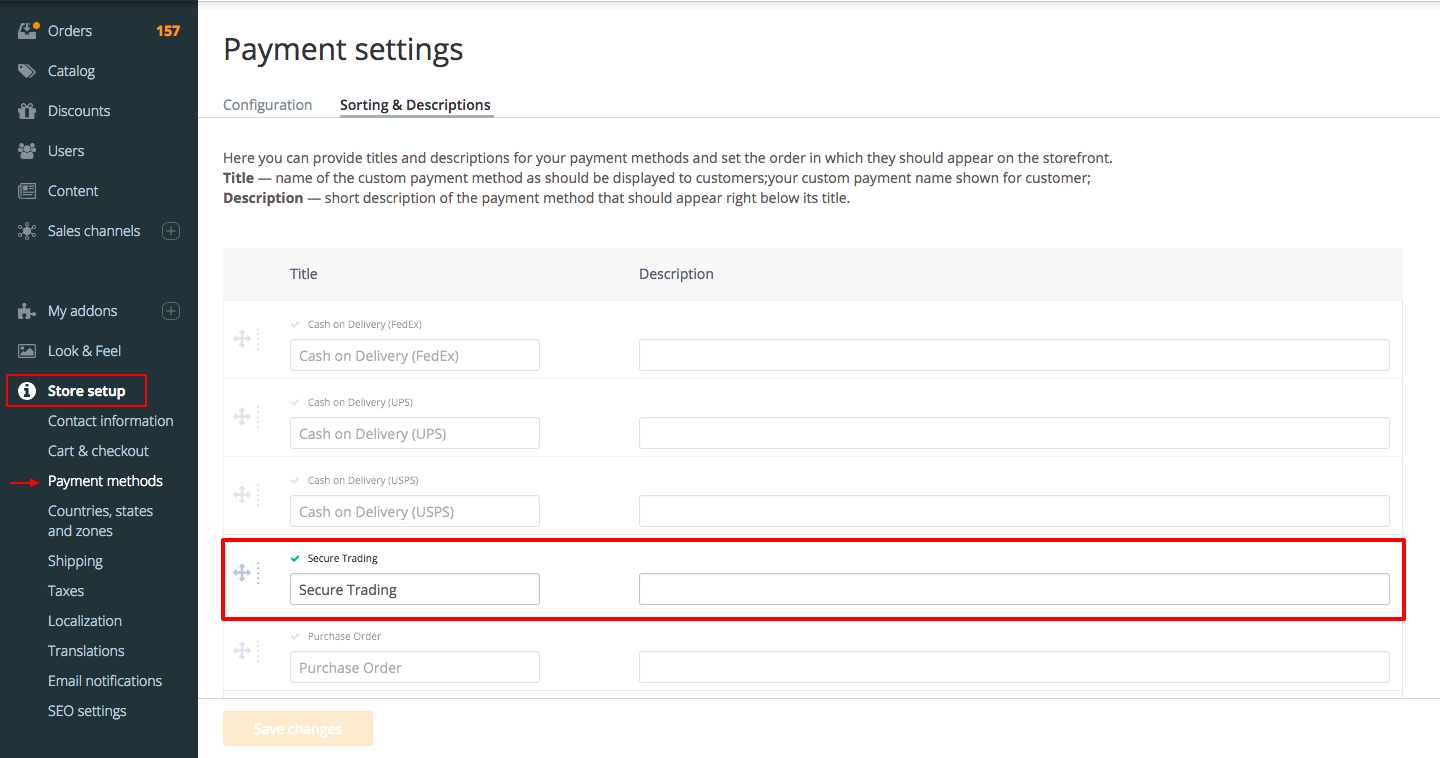 Orders 157
Catalog
Discounts
Users
Content
Sales channels
My addons
Look & Feel
Store setup
Contact information
Cart & checkout
Payment methods
Countries, states
and zones
Shipping
Taxes
Localization
Translations
Email notifications
SEO settings
Payment settings
Configuration Sorting & Descriptions
Here you can provide titles and descriptions for your payment methods and set the order in which they should appear on the storefront.
Title — name of the custom payment method as should be displayed to customers;your custom payment name shown for customer;
Description — short description of the payment method that should appear right below its title.
Title Description
Cash on Delivery (FedEx)
Cash on Delivery (FedEx)
Cash on Delivery (UPS)
Cash on Delivery (UPS)
Cash on Delivery (USPS)
Cash on Delivery (USPS)
Secure Trading
Secure Trading
Purchase Order
Purchase Order
Save changes